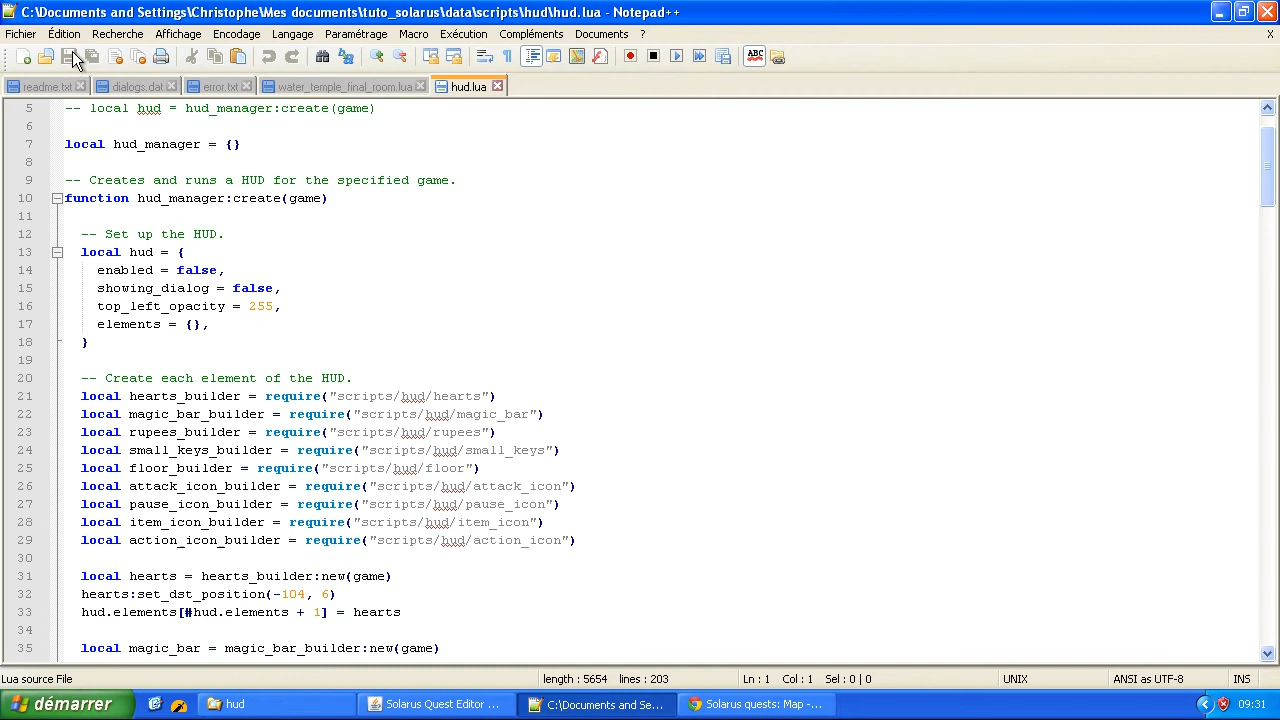 C:\Documents and Settings\Christophe\Mes documents\tuto_solarus\data\scripts\hud\hud.lua - Notepad++
Fichier Édition Recherche Affichage Encodage Langage Paramétrage Macro Exécution Compléments Documents ? X
ABC
readme.txt dialogs.dat error.txt water_temple_final_room.lua hud.lua
5 -- local hud = hud_manager:create(game)
6
7 local hud_manager = {}
8
9 -- Creates and runs a HUD for the specified game.
10 function hud_manager:create(game)
11
12 -- Set up the HUD.
13 local hud = {
14 enabled = false,
15 showing_dialog = false,
16 top_left_opacity = 255,
17 elements = {},
18 }
19
20 -- Create each element of the HUD.
21 local hearts_builder = require("scripts/hud/hearts")
22 local magic_bar_builder = require("scripts/hud/magic_bar")
23 local rupees_builder = require("scripts/hud/rupees")
24 local small_keys_builder = require("scripts/hud/small_keys")
25 local floor_builder = require("scripts/hud/floor")
26 local attack_icon_builder = require("scripts/hud/attack_icon")
27 local pause_icon_builder = require("scripts/hud/pause_icon")
28 local item_icon_builder = require("scripts/hud/item_icon")
29 local action_icon_builder = require("scripts/hud/action_icon")
30
31 local hearts = hearts_builder:new(game)
32 hearts:set_dst_position(-104, 6)
33 hud.elements[#hud.elements + 1] = hearts
34
35 local magic_bar = magic_bar_builder:new(game)
Lua source File length : 5654 lines : 203 Ln : 1 Col : 1 Sel : 0 | 0 UNIX ANSI as UTF-8 INS
démarrer hud Solarus Quest Editor ... C:\Documents and Se... Solarus quests: Map -... 09:31